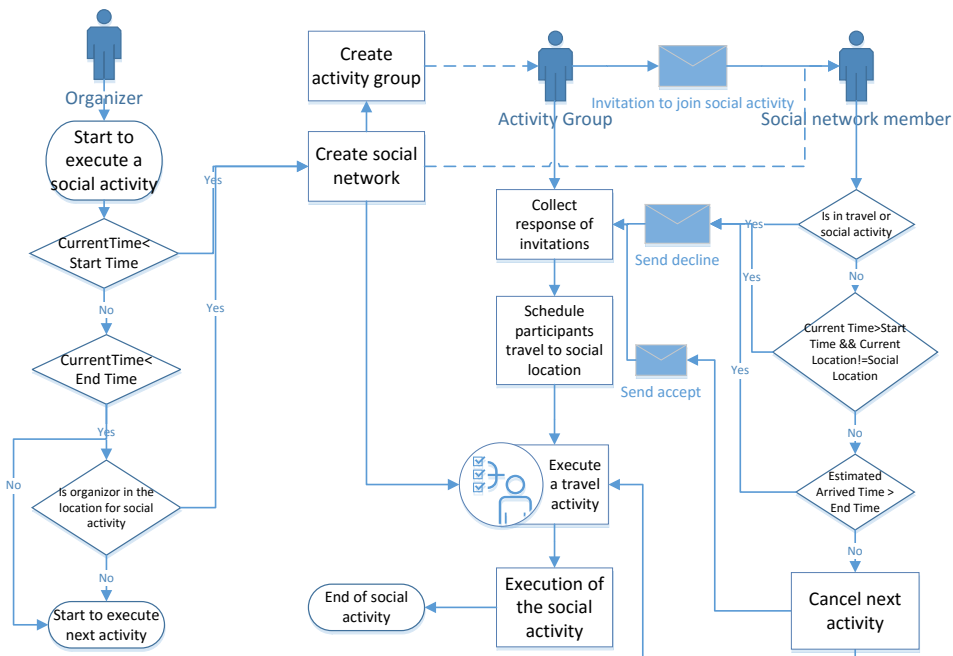 Organizer
Start to
execute a
social activity
CurrentTime<
Start Time
Yes
No
CurrentTime<
End Time
Yes
No
Is organizor in the
location for social
activity
Yes
No
Start to execute
next activity
Create
activity group
Create social
network
Activity Group
Invitation to join social activity
Social network member
Collect
response of
invitations
Send decline
Yes
Is in travel or
social activity
No
Schedule
participants
travel to social
location
Send accept
Yes
Current Time>Start
Time && Current
Location!=Social
Location
No
Yes
Estimated
Arrived Time >
End Time
No
Execute
a travel
activity
Execution of
the social
activity
End of social
activity
Cancel next
activity